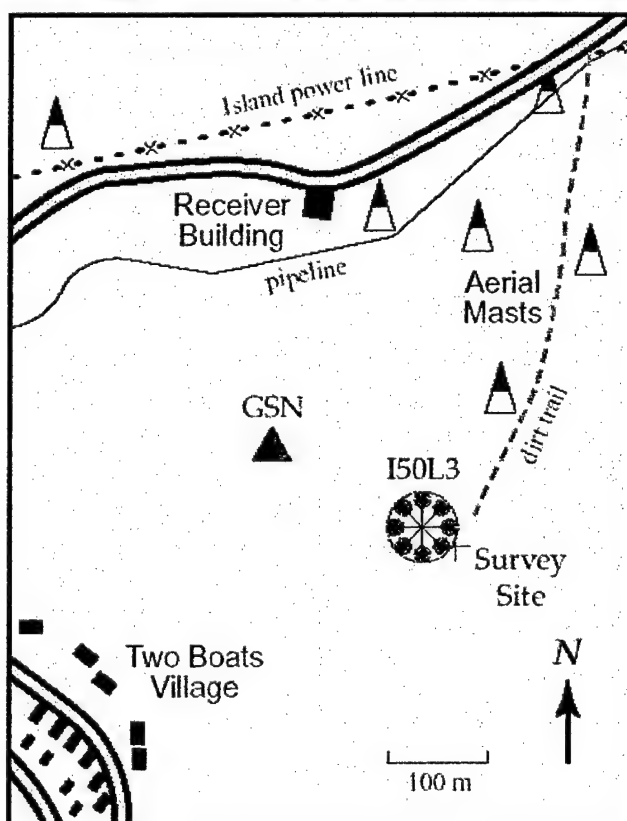 Island power line
Receiver
Building
pipeline
Aerial
Masts
GSN
dirt trail
I50L3
Survey
Site
Two Boats
Village
N
100 m